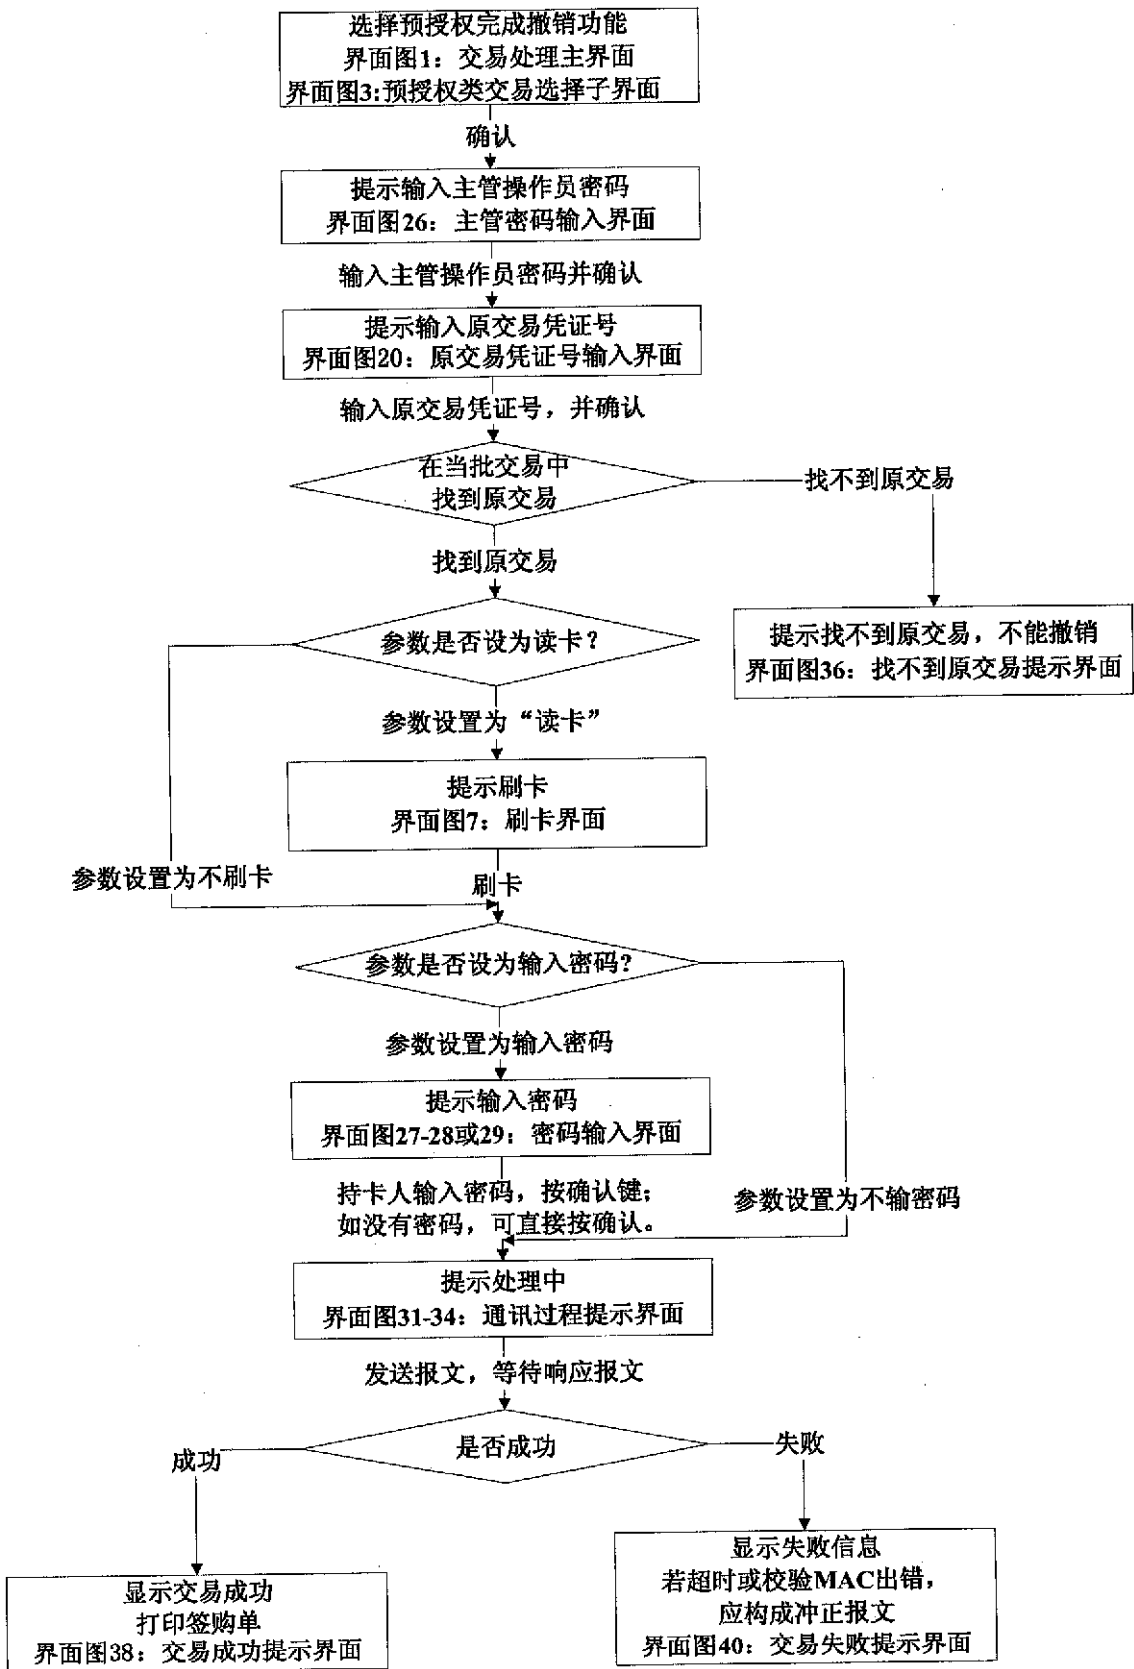 选择预授权完成撤销功能
界面图1：交易处理主界面
界面图3:预授权类交易选择子界面
确认
提示输入主管操作员密码
界面图26：主管密码输入界面
输入主管操作员密码并确认
提示输入原交易凭证号
界面图20：原交易凭证号输入界面
输入原交易凭证号，并确认
在当批交易中
找到原交易
找不到原交易
找到原交易
提示找不到原交易，不能撤销
界面图36：找不到原交易提示界面
参数是否设为读卡？
参数设置为“读卡”
提示刷卡
界面图7：刷卡界面
参数设置为不刷卡
刷卡
参数是否设为输入密码?
参数设置为输入密码
提示输入密码
界面图27-28或29：密码输入界面
持卡人输入密码，按确认键；
如没有密码，可直接按确认。
参数设置为不输密码
提示处理中
界面图31-34：通讯过程提示界面
发送报文，等待响应报文
是否成功
成功
失败
显示交易成功
打印签购单
界面图38：交易成功提示界面
显示失败信息
若超时或校验MAC出错，
应构成冲正报文
界面图40：交易失败提示界面